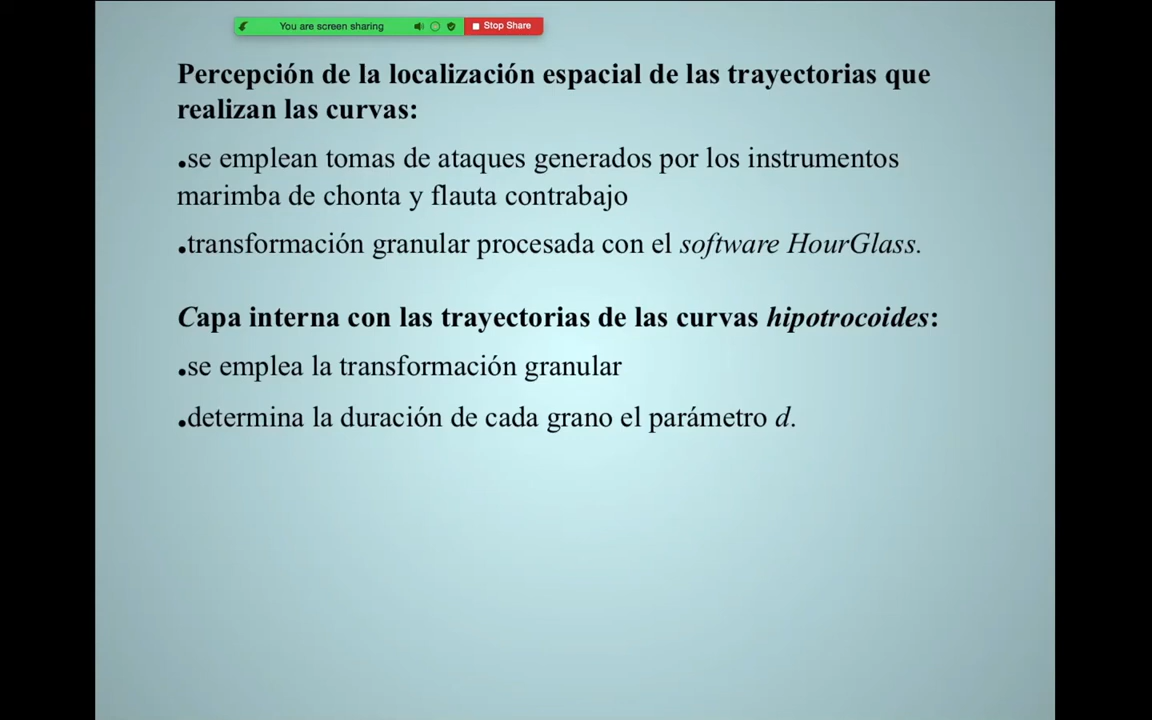 You are screen sharing
Stop Share
Percepción de la localización espacial de las trayectorias que
realizan las curvas:
.se emplean tomas de ataques generados por los instrumentos
marimba de chonta y flauta contrabajo
.transformación granular procesada con el software HourGlass.
Capa interna con las trayectorias de las curvas hipotrocoides:
.se emplea la transformación granular
.determina la duración de cada grano el parámetro d.